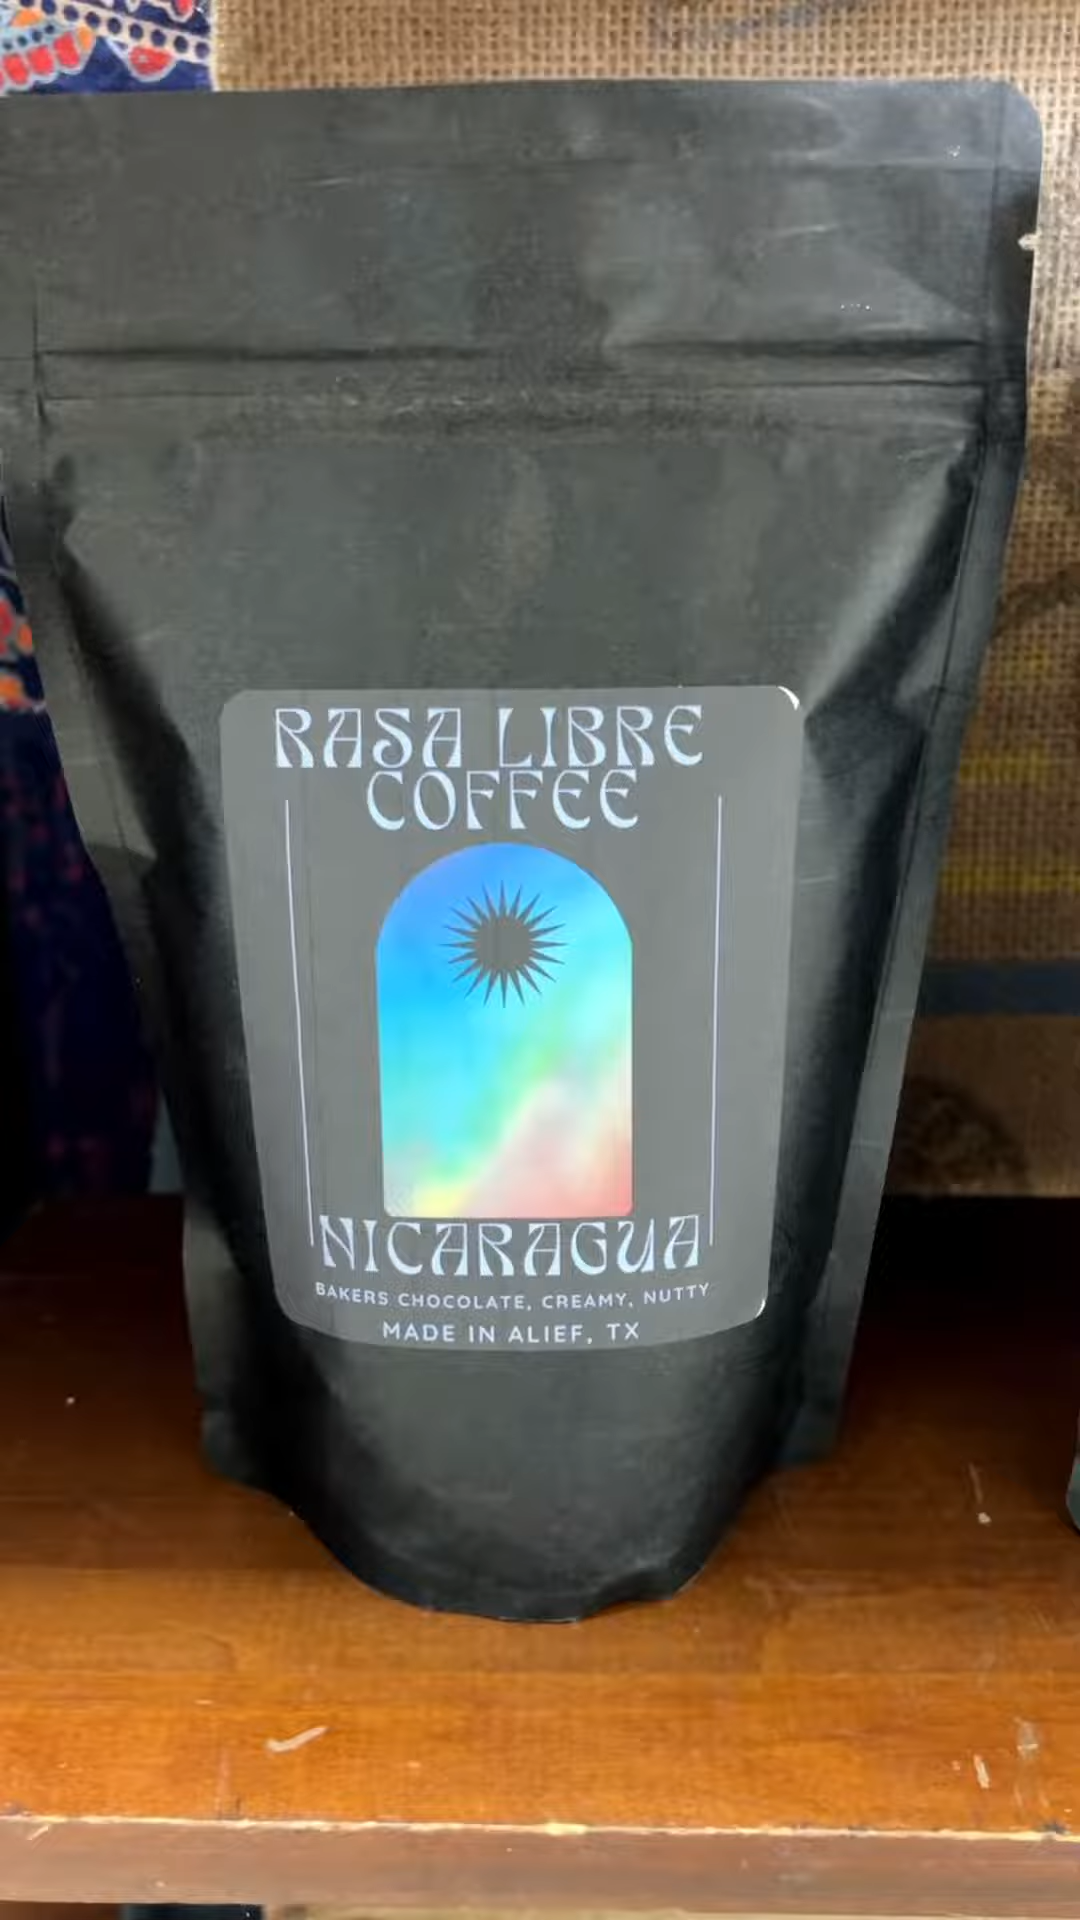 RASA LIBRE
COFFEE
NICARAGUA
BAKERS CHOCOLATE, CREAMY, NUTTY
MADE IN ALIEF, TX